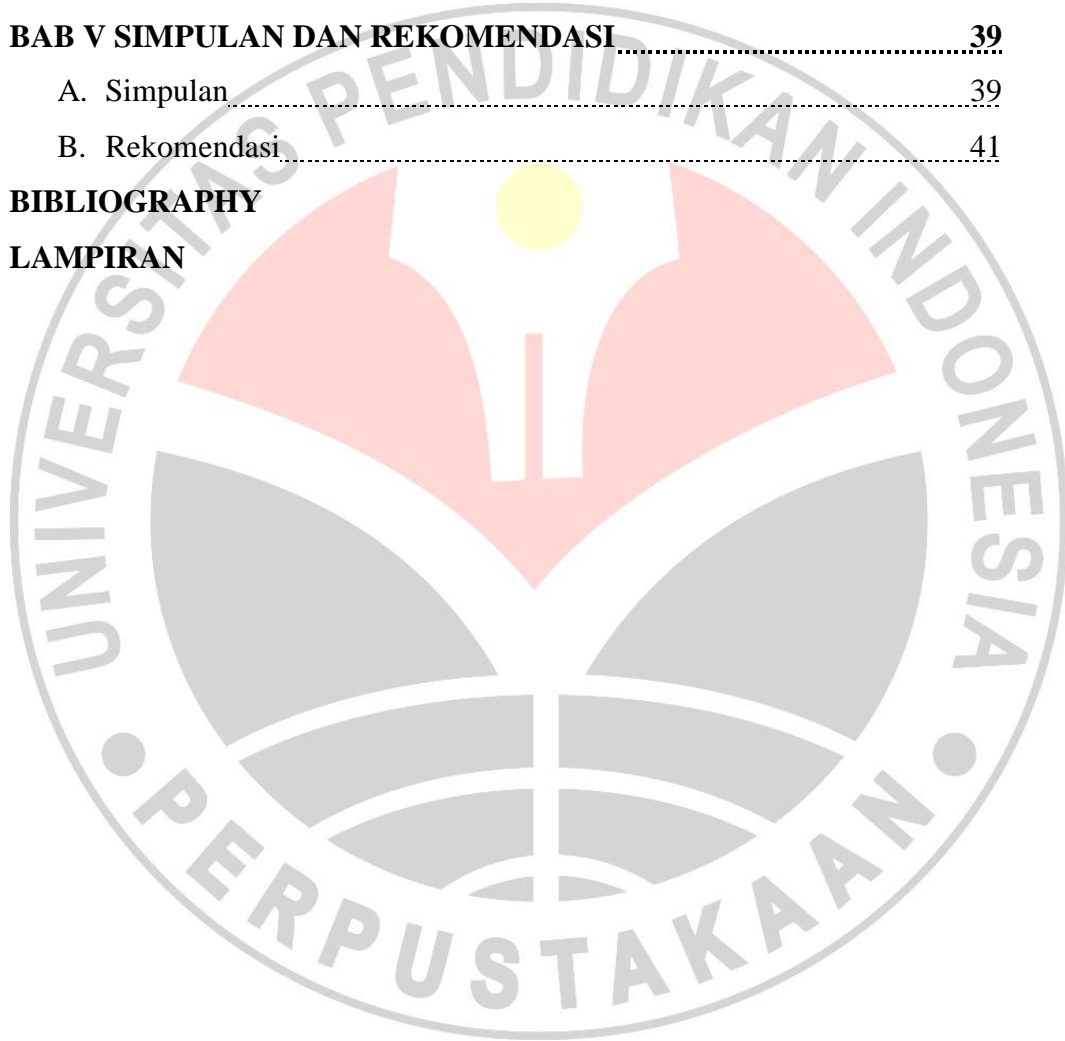 BAB V SIMPULAN DAN REKOMENDASI 39
A. Simpulan 39
B. Rekomendasi 41
BIBLIOGRAPHY
LAMPIRAN
UNIVERSITAS PENDIDIKAN INDONESIA
PERPUSTAKAAN